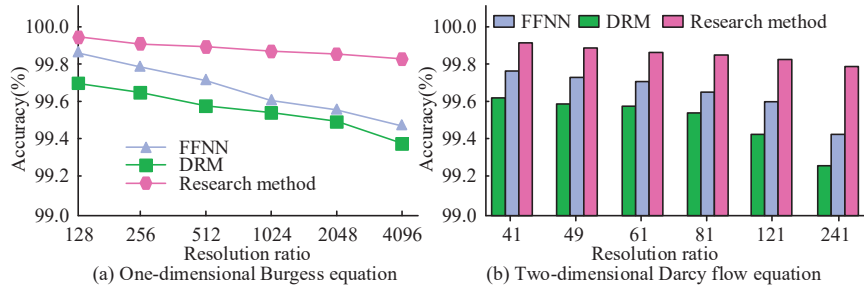 100.0
99.8
99.6
99.4
99.2
99.0
Accuracy(%)
FFNN
DRM
Research method
128 256 512 1024 2048 4096
Resolution ratio
(a) One-dimensional Burgess equation
100.0
99.8
99.6
99.4
99.2
99.0
Accuracy(%)
FFNN DRM Research method
41 49 61 81 121 241
Resolution ratio
(b) Two-dimensional Darcy flow equation